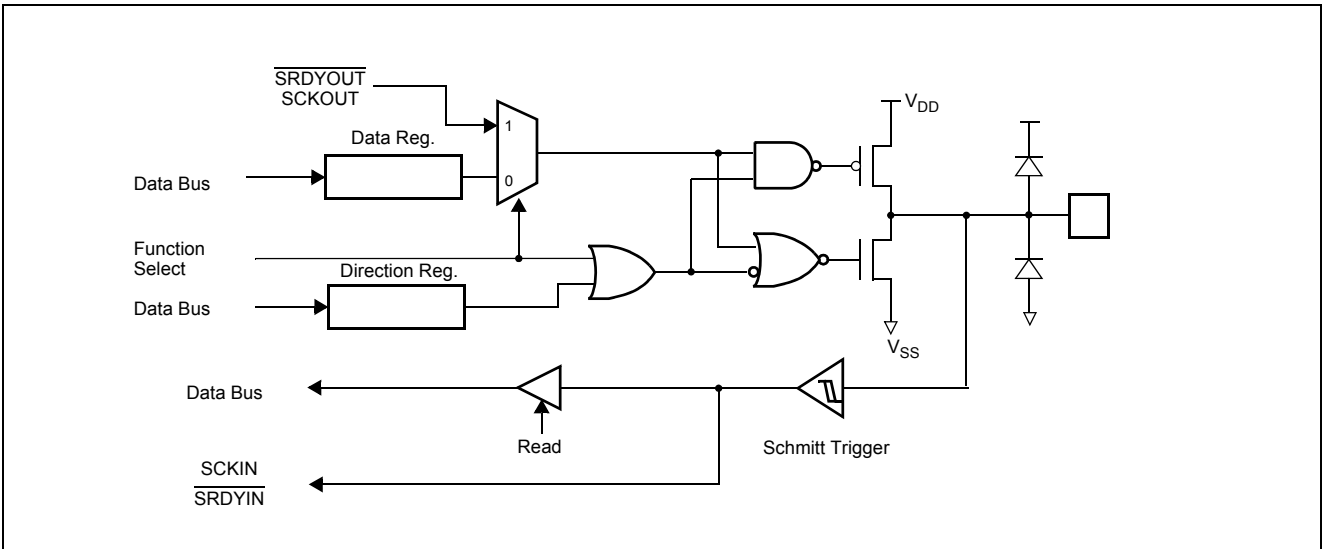 SRDYOUT
SCKOUT
VDD
Data Reg.
1
0
Data Bus
Function
Select
Direction Reg.
Data Bus
VSS
Data Bus
Read
Schmitt Trigger
SCKIN
SRDYIN